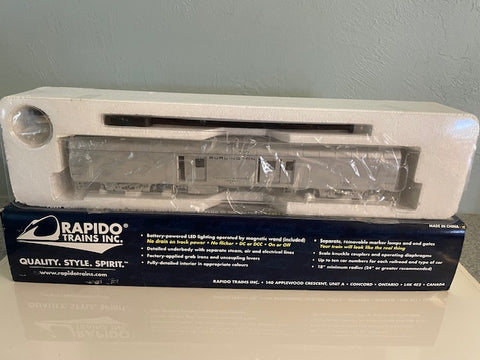 BURLINGTON
MADE IN CHINA.
RAPIDO
TRAINS INC.
QUALITY. STYLE. SPIRIT.™
www.rapidotrains.com
• Battery-powered LED lighting operated by magnetic wand (included)
No drain on track power • No flicker • DC or DCC • On or Off
• Detailed underbody with separate steam, air and electrical lines
• Factory-applied grab irons and uncoupling levers
• Fully-detailed interior in appropriate colours
• Separate, removable marker lamps and end gates
Your train will look like the real thing
• Scale knuckle couplers and operating diaphragms
• Up to ten car numbers for each railroad and type of car
• 18" minimum radius (24" or greater recommended)
RAPIDO TRAINS INC. • 140 APPLEWOOD CRESCENT, UNIT A • CONCORD • ONTARIO • L4K 4E2 • CANADA